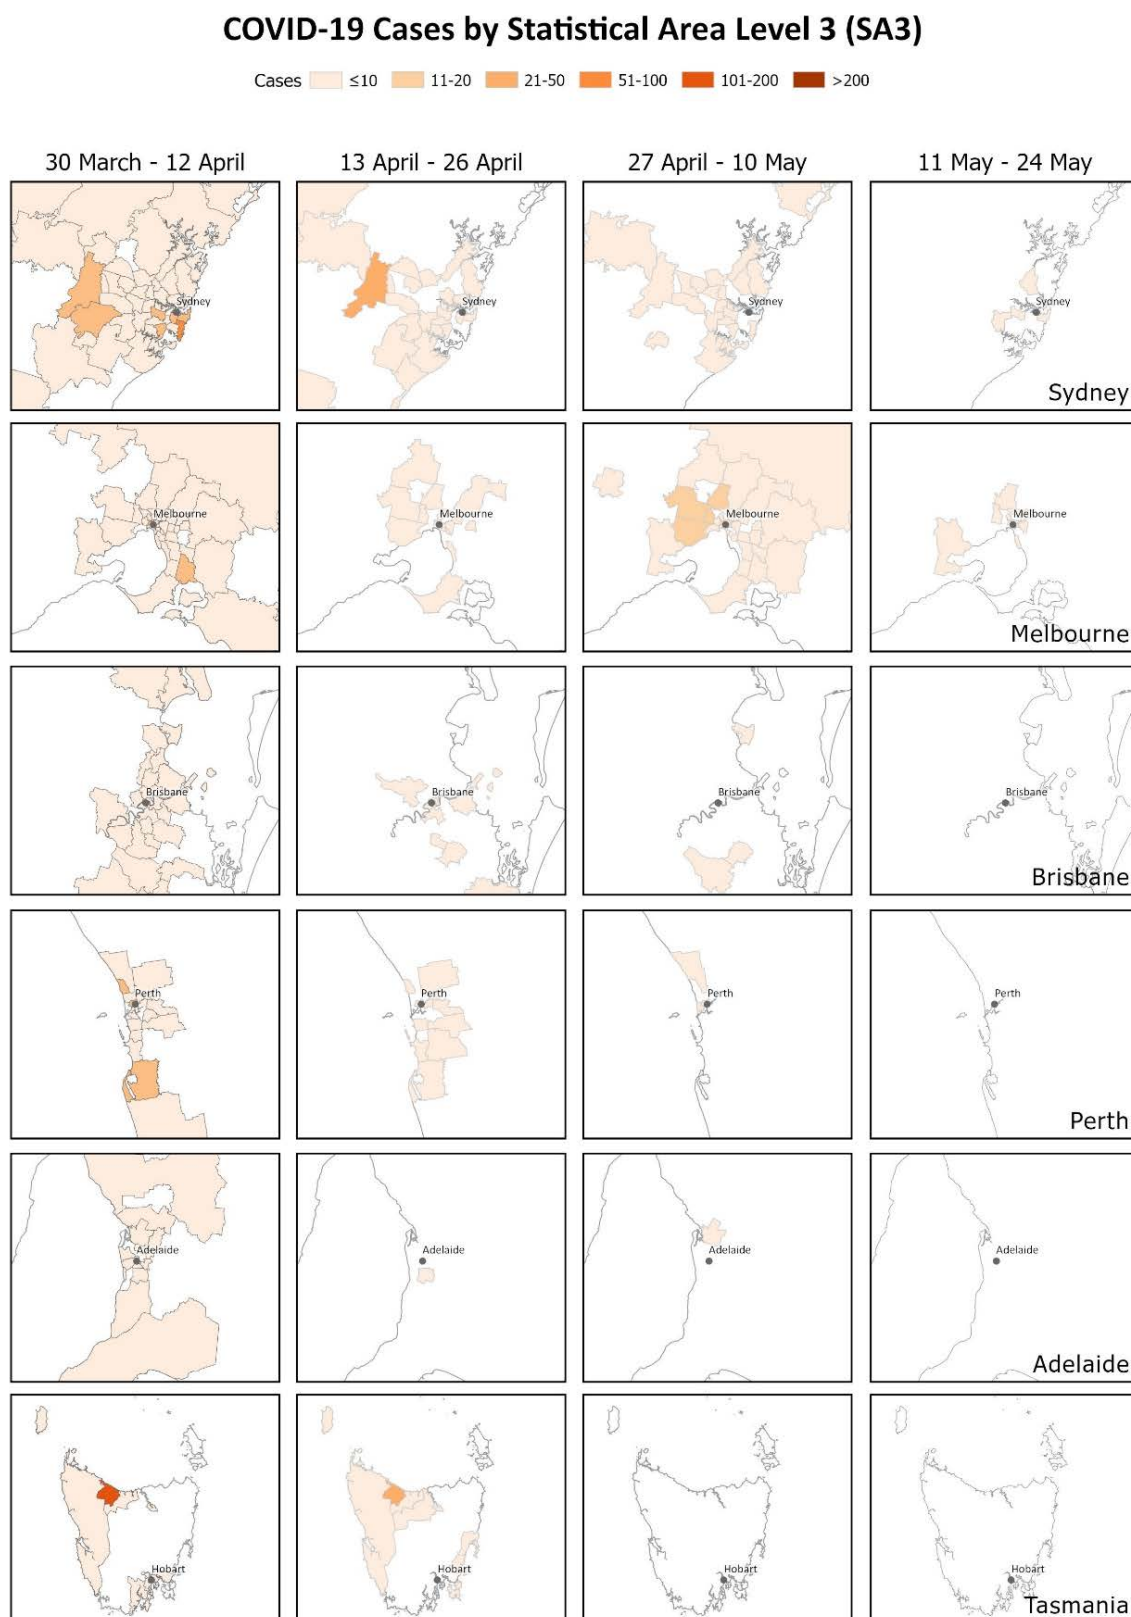 COVID-19 Cases by Statistical Area Level 3 (SA3)
Cases ≤10 11-20 21-50 51-100 101-200 >200
30 March - 12 April 13 April - 26 April 27 April - 10 May 11 May - 24 May
Sydney Sydney Sydney Sydney
Sydney
Melbourne Melbourne Melbourne Melbourne
Melbourne
Brisbane Brisbane Brisbane Brisbane
Brisbane
Perth Perth Perth Perth
Perth
Adelaide Adelaide Adelaide Adelaide
Adelaide
Hobart Hobart Hobart Hobart
Tasmania